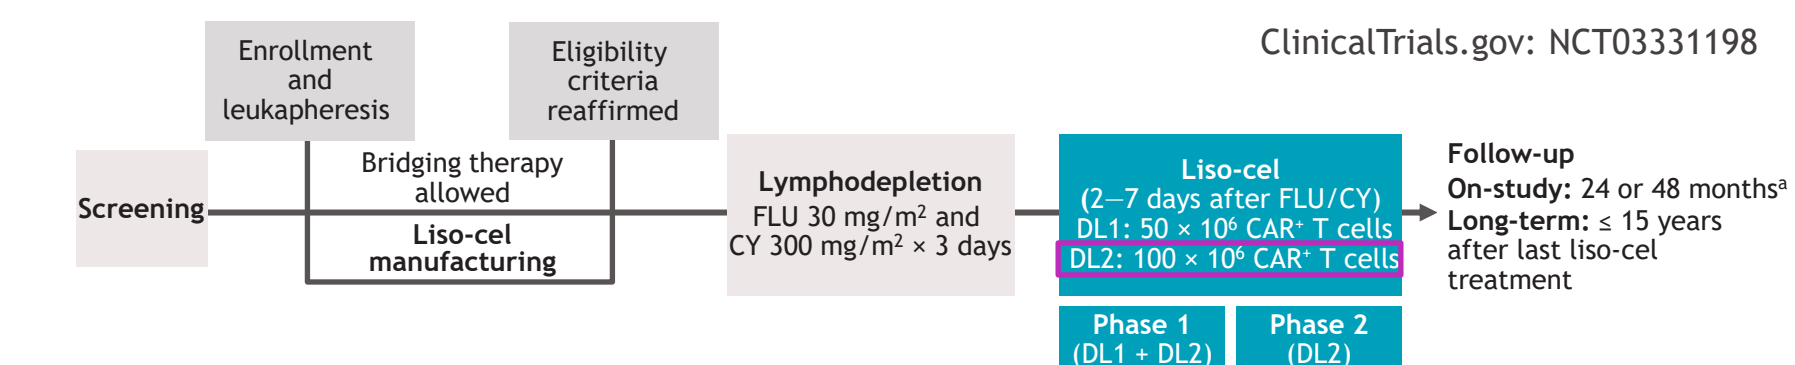 ClinicalTrials.gov: NCT03331198
Enrollment
and
leukapheresis
Eligibility
criteria
reaffirmed
Screening
Bridging therapy
allowed
Liso-cel
manufacturing
Lymphodepletion
FLU 30 mg/m² and
CY 300 mg/m² × 3 days
Liso-cel
(2—7 days after FLU/CY)
DL1: 50 × 10⁶ CAR⁺ T cells
DL2: 100 × 10⁶ CAR⁺ T cells
Phase 1
(DL1 + DL2)
Phase 2
(DL2)
Follow-up
On-study: 24 or 48 monthsᵃ
Long-term: ≤ 15 years
after last liso-cel
treatment